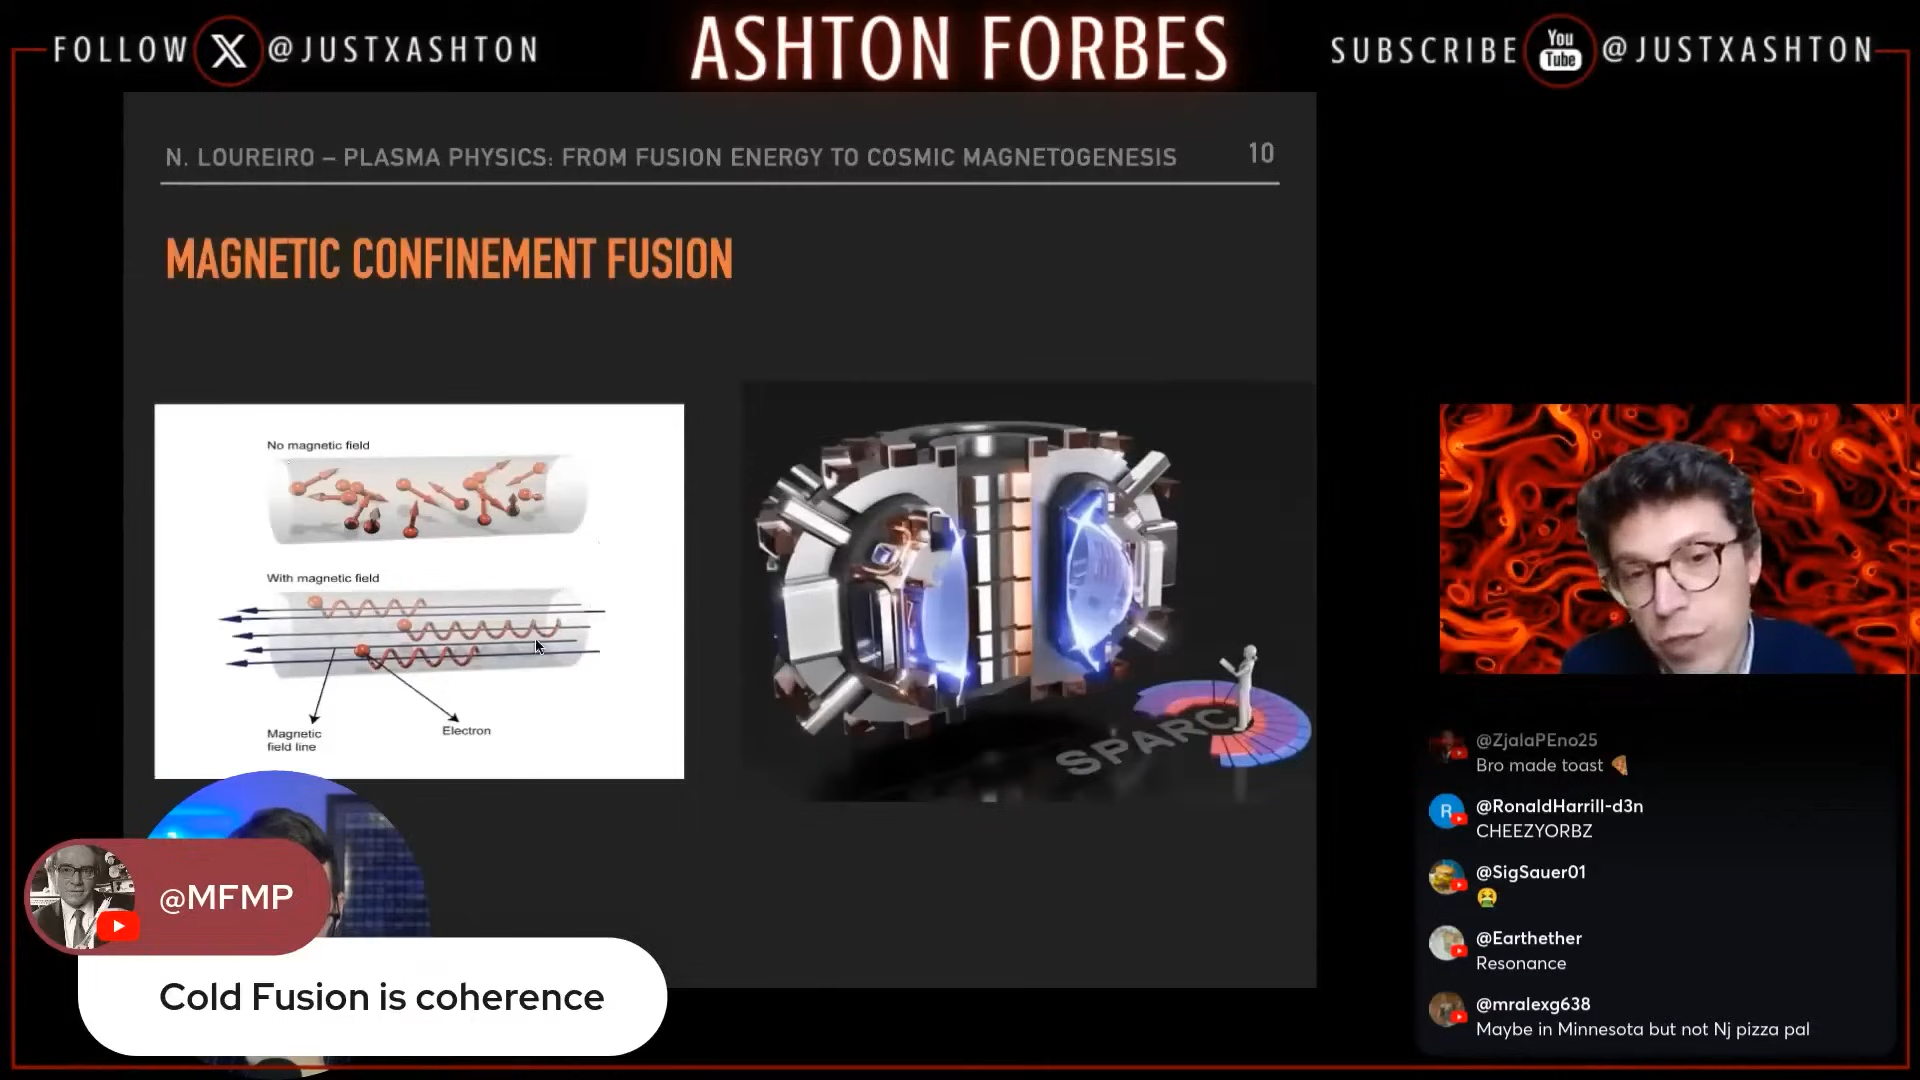 FOLLOW X @JUSTXASHTON
ASHTON FORBES
SUBSCRIBE You Tube @JUSTXASHTON
N. LOUREIRO – PLASMA PHYSICS: FROM FUSION ENERGY TO COSMIC MAGNETOGENESIS 10
MAGNETIC CONFINEMENT FUSION
No magnetic field
With magnetic field
Magnetic
field line
Electron
SPARC
@MFMP
Cold Fusion is coherence
@ZjalaPEno25
Bro made toast 🍕
R
@RonaldHarrill-d3n
CHEEZYORBZ
@SigSauer01
🤮
@Earthether
Resonance
@mralexg638
Maybe in Minnesota but not Nj pizza pal